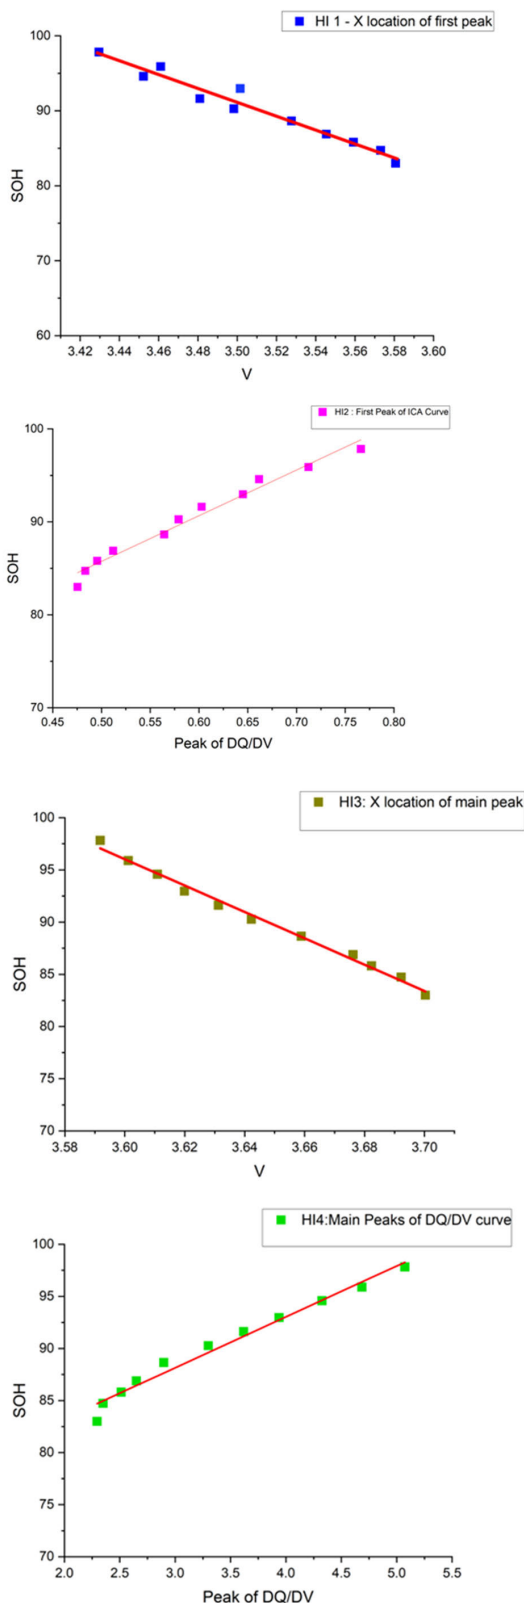 HI 1 - X location of first peak
100
90
80
70
60
SOH
3.42 3.44 3.46 3.48 3.50 3.52 3.54 3.56 3.58 3.60
V
HI2 : First Peak of ICA Curve
100
90
80
70
SOH
0.45 0.50 0.55 0.60 0.65 0.70 0.75 0.80
Peak of DQ/DV
HI3: X location of main peak
100
95
90
85
80
75
70
SOH
3.58 3.60 3.62 3.64 3.66 3.68 3.70
V
HI4:Main Peaks of DQ/DV curve
100
95
90
85
80
75
70
SOH
2.0 2.5 3.0 3.5 4.0 4.5 5.0 5.5
Peak of DQ/DV